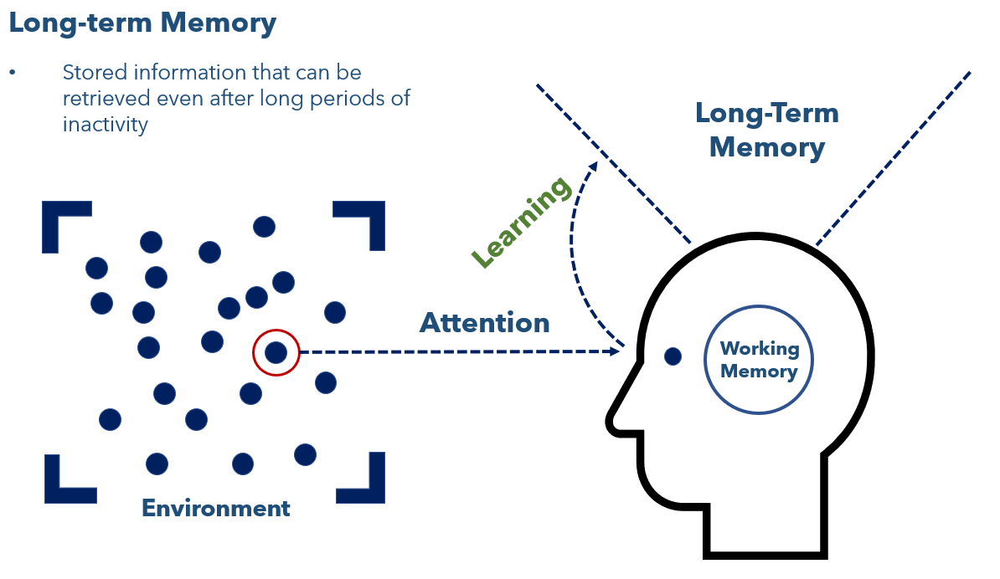 Long-term Memory
• Stored information that can be
retrieved even after long periods of
inactivity
Long-Term
Memory
Learning
Attention
Working
Memory
Environment